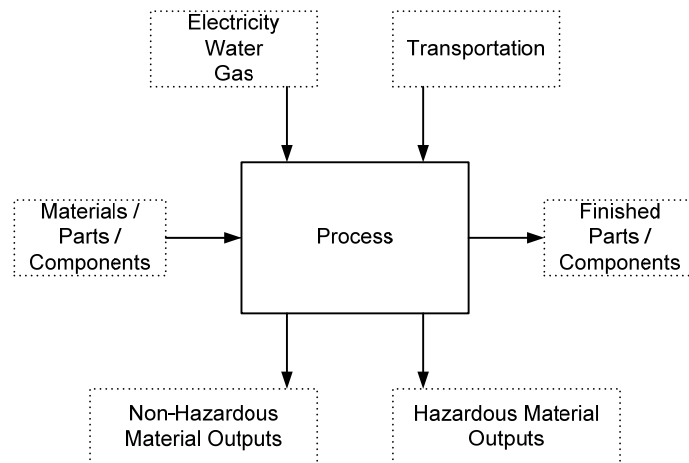 Electricity
Water
Gas
Transportation
Materials /
Parts /
Components
Process
Finished
Parts /
Components
Non-Hazardous
Material Outputs
Hazardous Material
Outputs